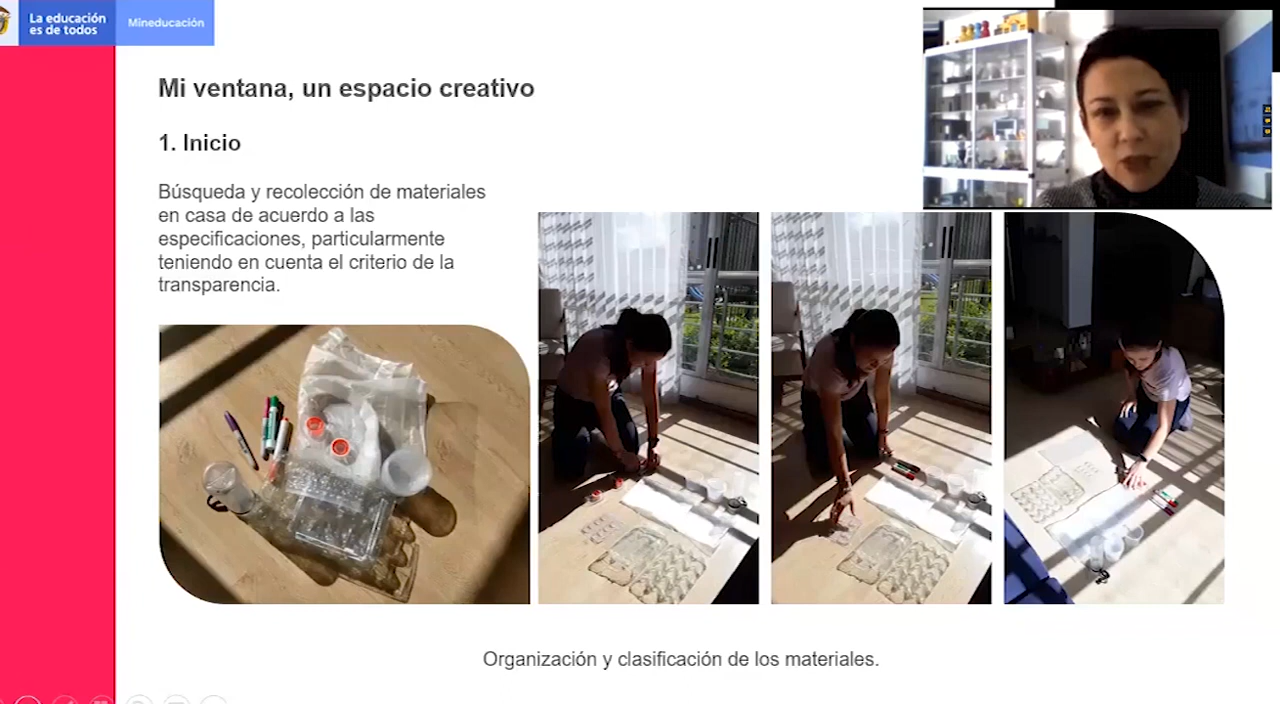 La educación
es de todos
Mineducación
Mi ventana, un espacio creativo
1. Inicio
Búsqueda y recolección de materiales
en casa de acuerdo a las
especificaciones, particularmente
teniendo en cuenta el criterio de la
transparencia.
Organización y clasificación de los materiales.